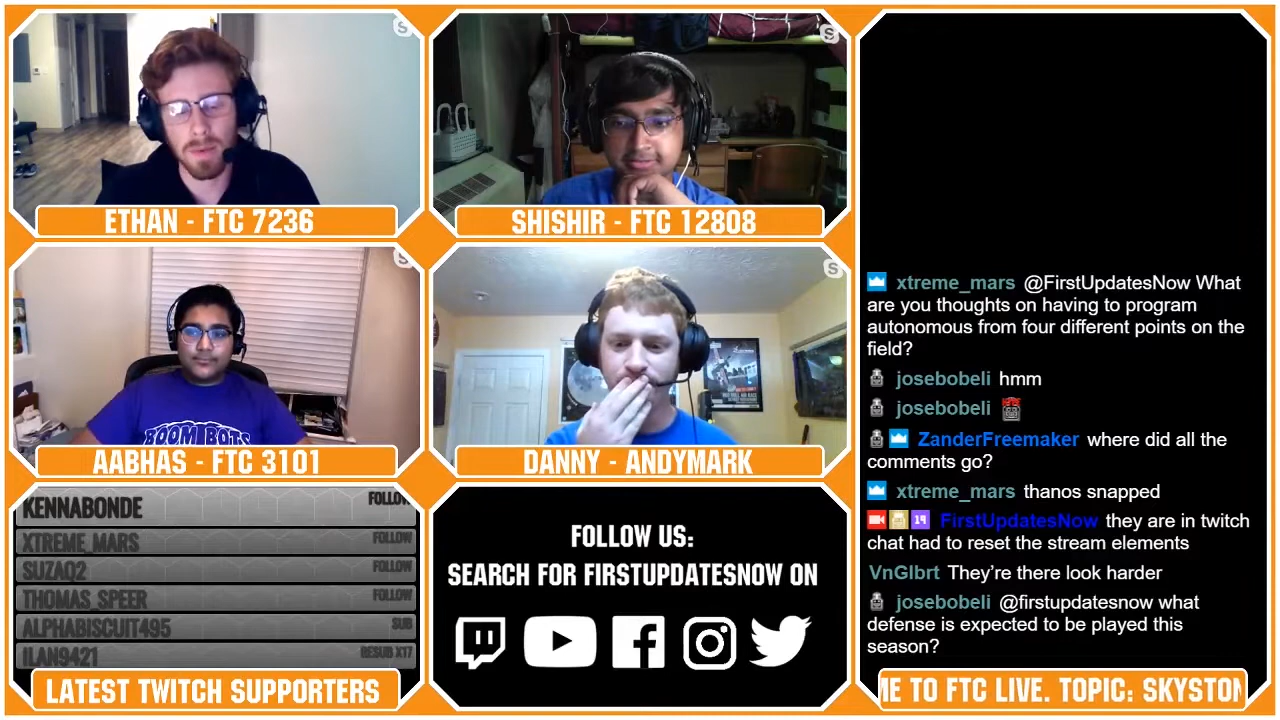 ETHAN - FTC 7236
SHISHIR - FTC 12808
BOOM BOTS
AABHAS - FTC 3101
DANNY - ANDYMARK
KENNABONDE FOLLOW
XTREME_MARS FOLLOW
SUZAQ2 FOLLOW
THOMAS_SPEER FOLLOW
ALPHABISCUIT495 SUB
ILAN9421 RESUB X17
LATEST TWITCH SUPPORTERS
FOLLOW US:
SEARCH FOR FIRSTUPDATESNOW ON
xtreme_mars @FirstUpdatesNow What
are you thoughts on having to program
autonomous from four different points on the
field?
josebobeli hmm
josebobeli
ZanderFreemaker where did all the
comments go?
xtreme_mars thanos snapped
FirstUpdatesNow they are in twitch
chat had to reset the stream elements
VnGlbrt They're there look harder
josebobeli @firstupdatesnow what
defense is expected to be played this
season?
ME TO FTC LIVE. TOPIC: SKYSTON